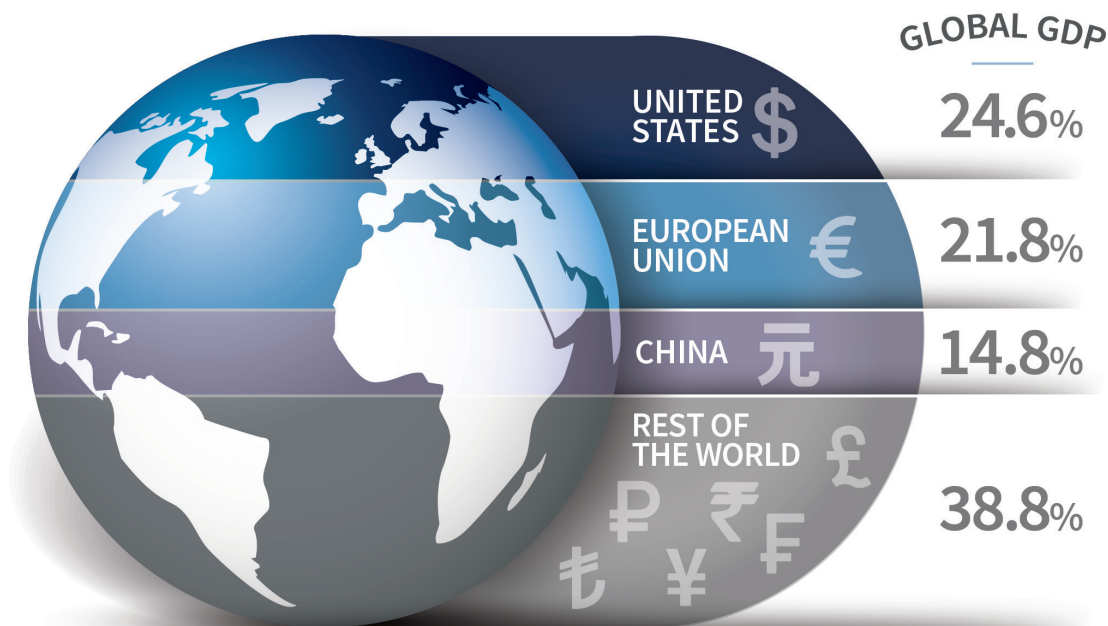 GLOBAL GDP
UNITED
STATES $
24.6%
EUROPEAN
UNION €
21.8%
CHINA 元
14.8%
REST OF
THE WORLD £
38.8%
₽ ₹ ₣
₺ ¥